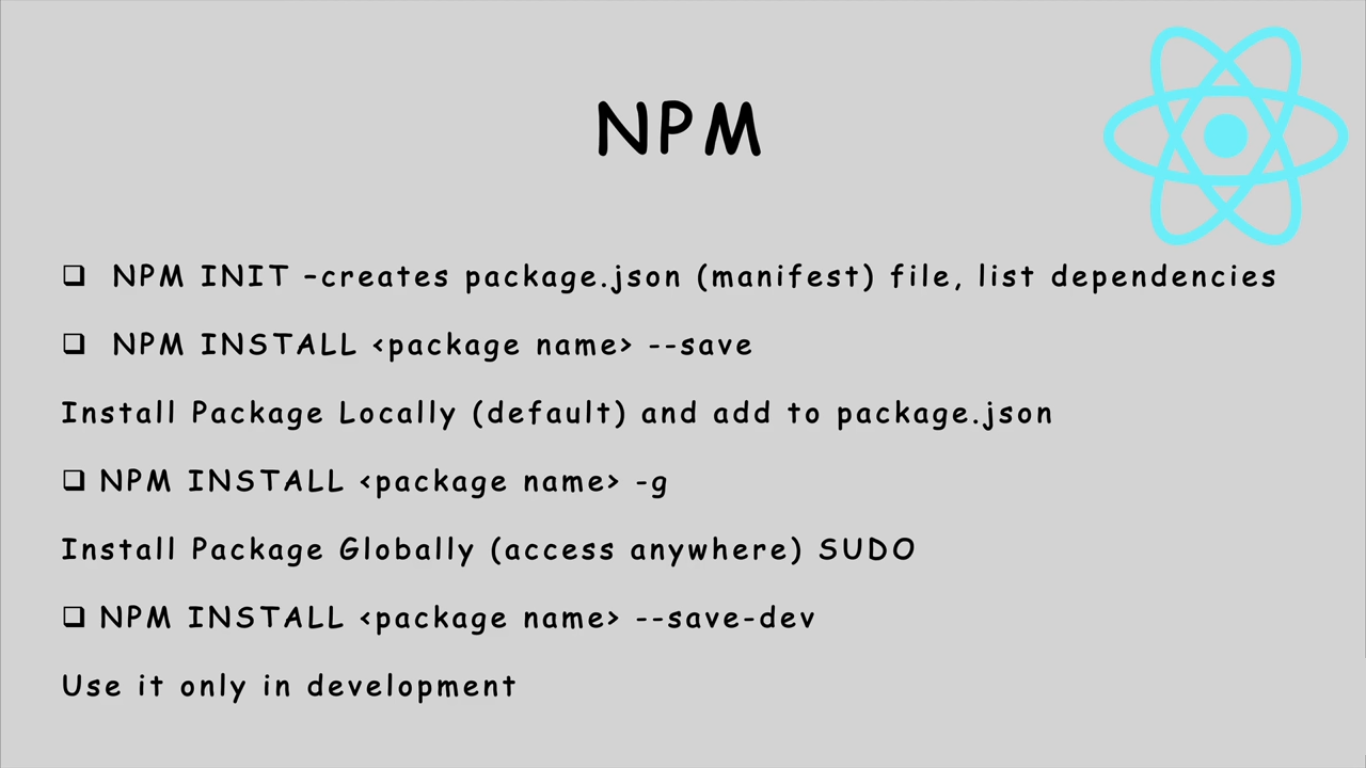 NPM
❑ NPM INIT –creates package.json (manifest) file, list dependencies
❑ NPM INSTALL <package name> --save
Install Package Locally (default) and add to package.json
❑ NPM INSTALL <package name> -g
Install Package Globally (access anywhere) SUDO
❑ NPM INSTALL <package name> --save-dev
Use it only in development